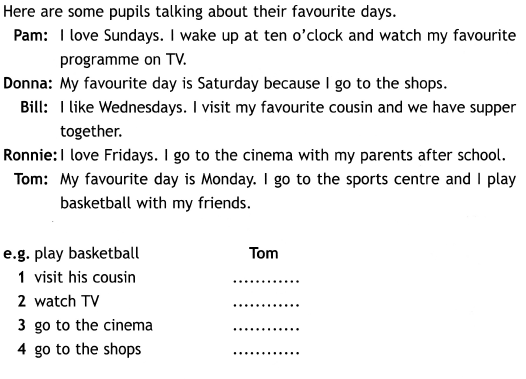 Here are some pupils talking about their favourite days.
Pam: I love Sundays. I wake up at ten o'clock and watch my favourite
programme on TV.
Donna: My favourite day is Saturday because I go to the shops.
Bill: I like Wednesdays. I visit my favourite cousin and we have supper
together.
Ronnie: I love Fridays. I go to the cinema with my parents after school.
Tom: My favourite day is Monday. I go to the sports centre and I play
basketball with my friends.
e.g. play basketball Tom
1 visit his cousin ............
2 watch TV ............
3 go to the cinema ............
4 go to the shops ............